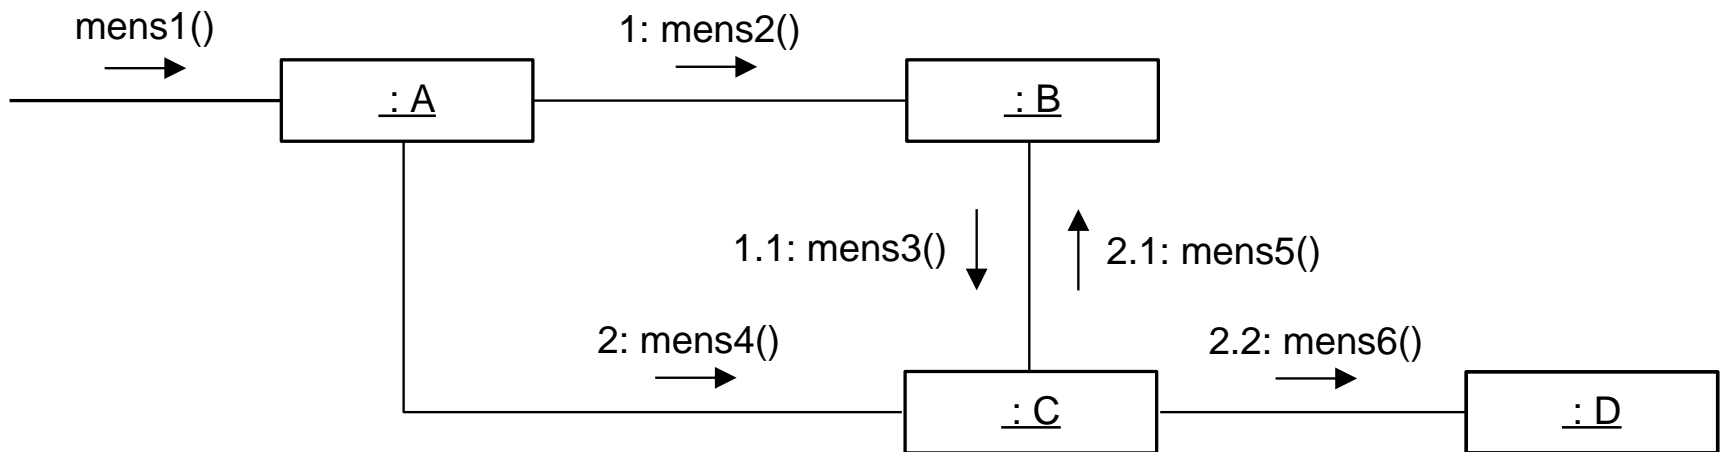 mens1()
1: mens2()
: A
: B
1.1: mens3()
2.1: mens5()
2: mens4()
2.2: mens6()
: C
: D